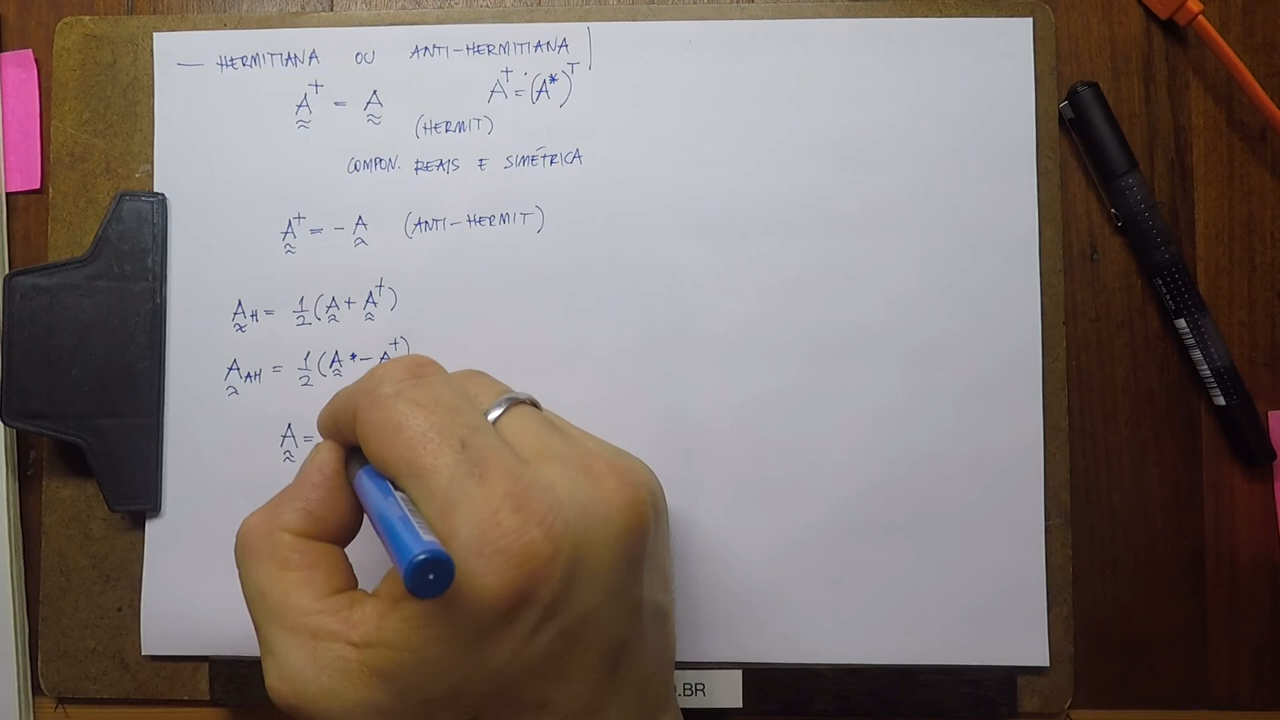 — HERMITIANA OU ANTI-HERMITIANA
A† = A A† = (A*)ᵀ
(HERMIT)
COMPON. REAIS E SIMÉTRICA
A† = - A (ANTI-HERMIT)
A_H = 1/2 (A + A†)
A_AH = 1/2 (A* - A†)
A =
.BR